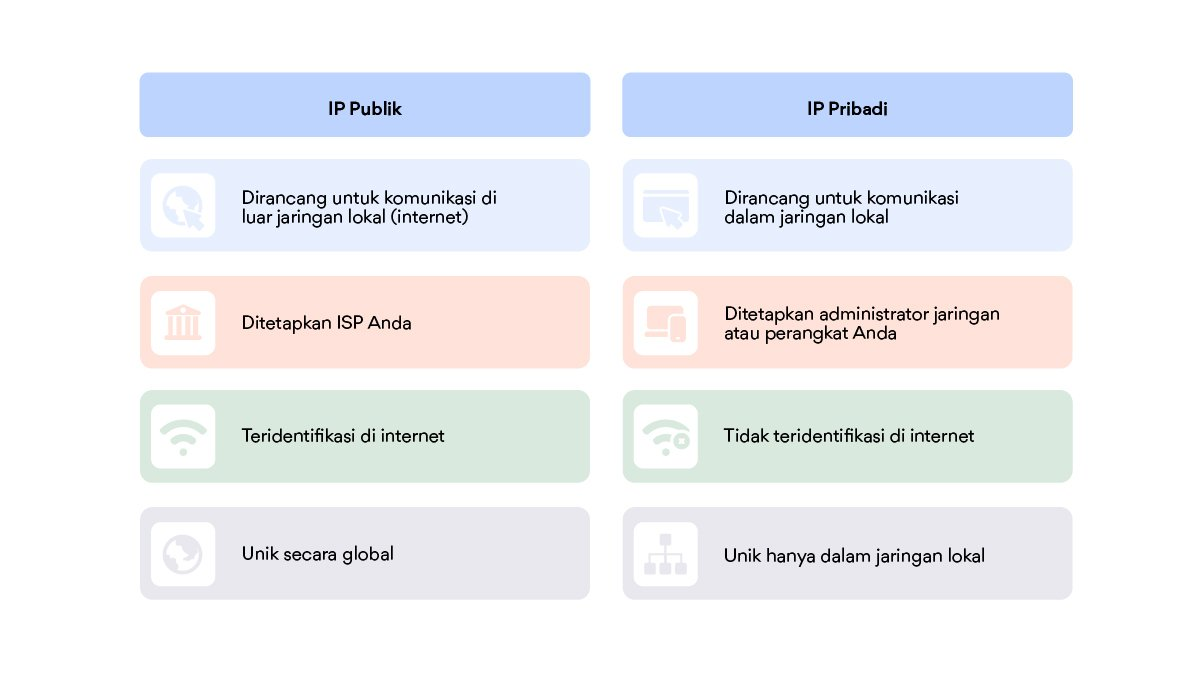 IP Publik
IP Pribadi
Dirancang untuk komunikasi di
luar jaringan lokal (internet)
Dirancang untuk komunikasi
dalam jaringan lokal
Ditetapkan ISP Anda
Ditetapkan administrator jaringan
atau perangkat Anda
Teridentifikasi di internet
Tidak teridentifikasi di internet
Unik secara global
Unik hanya dalam jaringan lokal